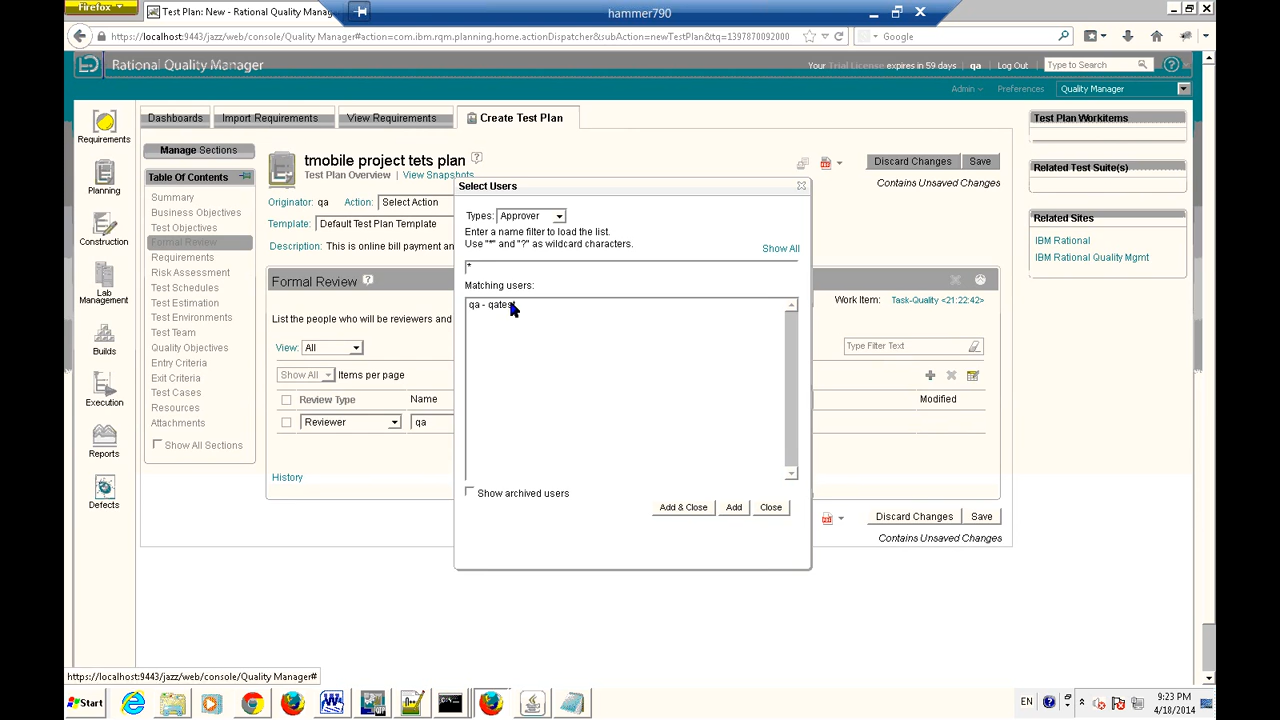 Firefox
Test Plan: New - Rational Quality Manag...
hammer790
https://localhost:9443/jazz/web/console/Quality Manager#action=com.ibm.rqm.planning.home.actionDispatcher&subAction=newTestPlan&tq=1397870092000
Google
Rational Quality Manager
Your Trial License expires in 59 days
qa
Log Out
Type to Search
Admin
Preferences
Quality Manager
Dashboards
Import Requirements
View Requirements
Create Test Plan
Requirements
Planning
Construction
Lab Management
Builds
Execution
Reports
Defects
Manage Sections
Table Of Contents
Summary
Business Objectives
Test Objectives
Formal Review
Requirements
Risk Assessment
Test Schedules
Test Estimation
Test Environments
Test Team
Quality Objectives
Entry Criteria
Exit Criteria
Test Cases
Resources
Attachments
Show All Sections
tmobile project tets plan
Test Plan Overview
View Snapshots
Discard Changes
Save
Contains Unsaved Changes
Originator: qa
Action: Select Action
Template: Default Test Plan Template
Description: This is online bill payment an
Formal Review
Work Item: Task-Quality <21:22:42>
List the people who will be reviewers and
View: All
Type Filter Text
Show All
Items per page
Review Type
Name
Modified
Reviewer
qa
History
Discard Changes
Save
Contains Unsaved Changes
Select Users
Types: Approver
Enter a name filter to load the list.
Use "*" and "?" as wildcard characters.
Show All
*
Matching users:
qa - qatest
Show archived users
Add & Close
Add
Close
Test Plan Workitems
Related Test Suite(s)
Related Sites
IBM Rational
IBM Rational Quality Mgmt
https://localhost:9443/jazz/web/console/Quality Manager#
Start
EN
9:23 PM
4/18/2014